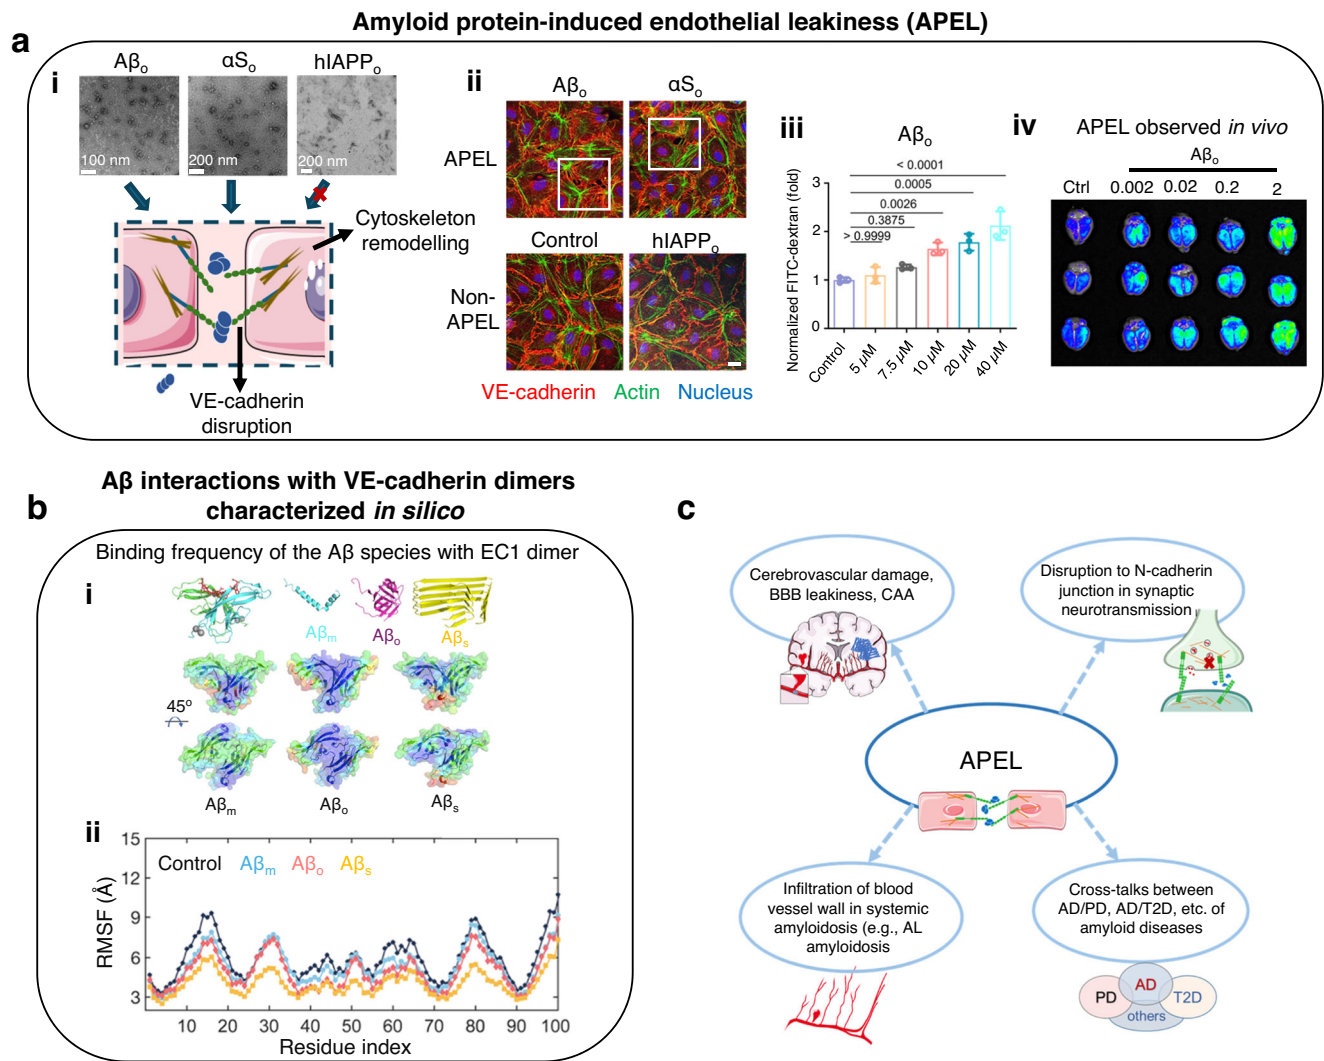 Amyloid protein-induced endothelial leakiness (APEL)
a
i
Aβo
αSo
hIAPPo
100 nm
200 nm
200 nm
Cytoskeleton
remodelling
VE-cadherin
disruption
ii
Aβo
αSo
APEL
Control
hIAPPo
Non-
APEL
VE-cadherin
Actin
Nucleus
iii
Aβo
< 0.0001
0.0005
0.0026
0.3875
> 0.9999
Normalized FITC-dextran (fold)
3
2
1
0
Control
5 µM
7.5 µM
10 µM
20 µM
40 µM
iv
APEL observed in vivo
Aβo
Ctrl
0.002
0.02
0.2
2
Aβ interactions with VE-cadherin dimers
characterized in silico
b
Binding frequency of the Aβ species with EC1 dimer
i
Aβm
Aβo
Aβs
45º
Aβm
Aβo
Aβs
ii
Control
Aβm
Aβo
Aβs
RMSF (Å)
15
12
9
6
3
10
20
30
40
50
60
70
80
90
100
Residue index
c
Cerebrovascular damage,
BBB leakiness, CAA
Disruption to N-cadherin
junction in synaptic
neurotransmission
APEL
Infiltration of blood
vessel wall in systemic
amyloidosis (e.g., AL
amyloidosis
Cross-talks between
AD/PD, AD/T2D, etc. of
amyloid diseases
PD
AD
T2D
others